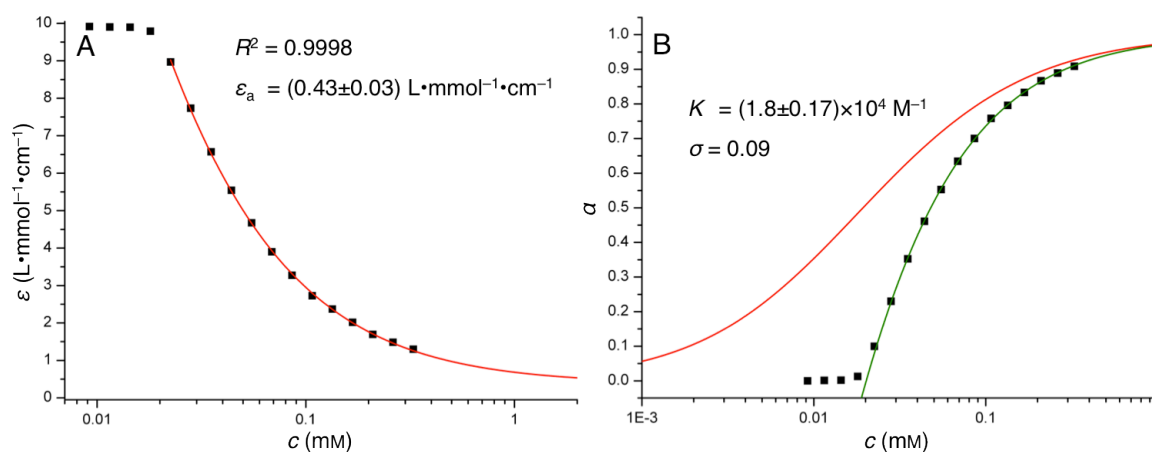 A
R² = 0.9998
εa = (0.43±0.03) L•mmol⁻¹•cm⁻¹
ε (L•mmol⁻¹•cm⁻¹)
10
9
8
7
6
5
4
3
2
1
0
0.01
0.1
1
c (mM)
B
K = (1.8±0.17)×10⁴ M⁻¹
σ = 0.09
α
1.0
0.9
0.8
0.7
0.6
0.5
0.4
0.3
0.2
0.1
0.0
1E-3
0.01
0.1
c (mM)